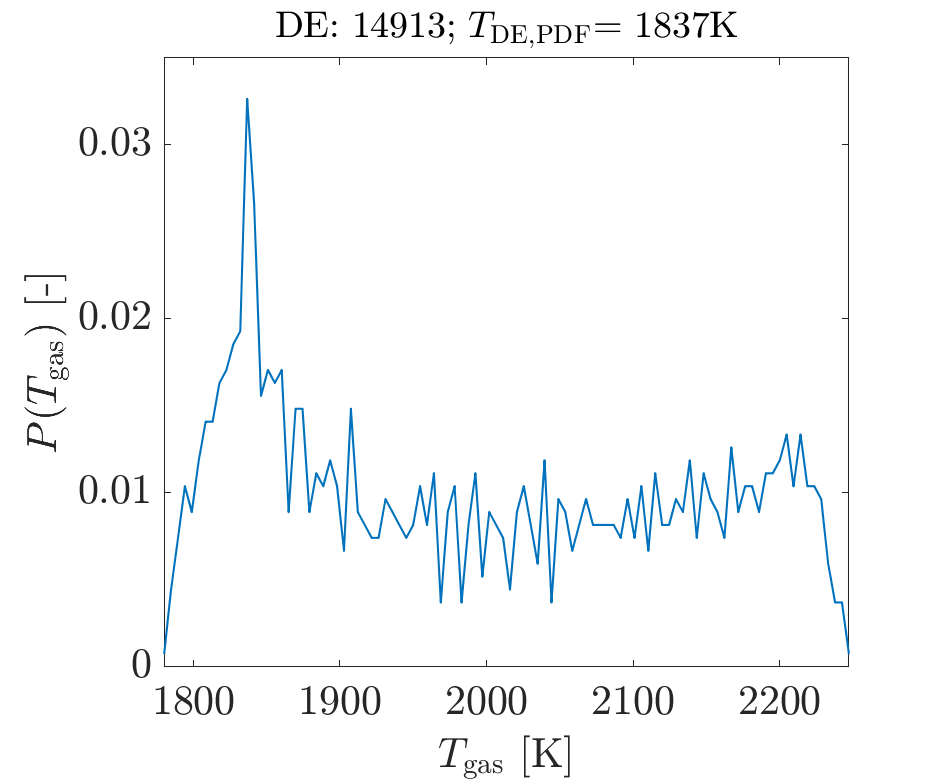 DE: 14913; T_DE,PDF= 1837K
0.03
0.02
0.01
0
P(T_gas) [-]
1800 1900 2000 2100 2200
T_gas [K]